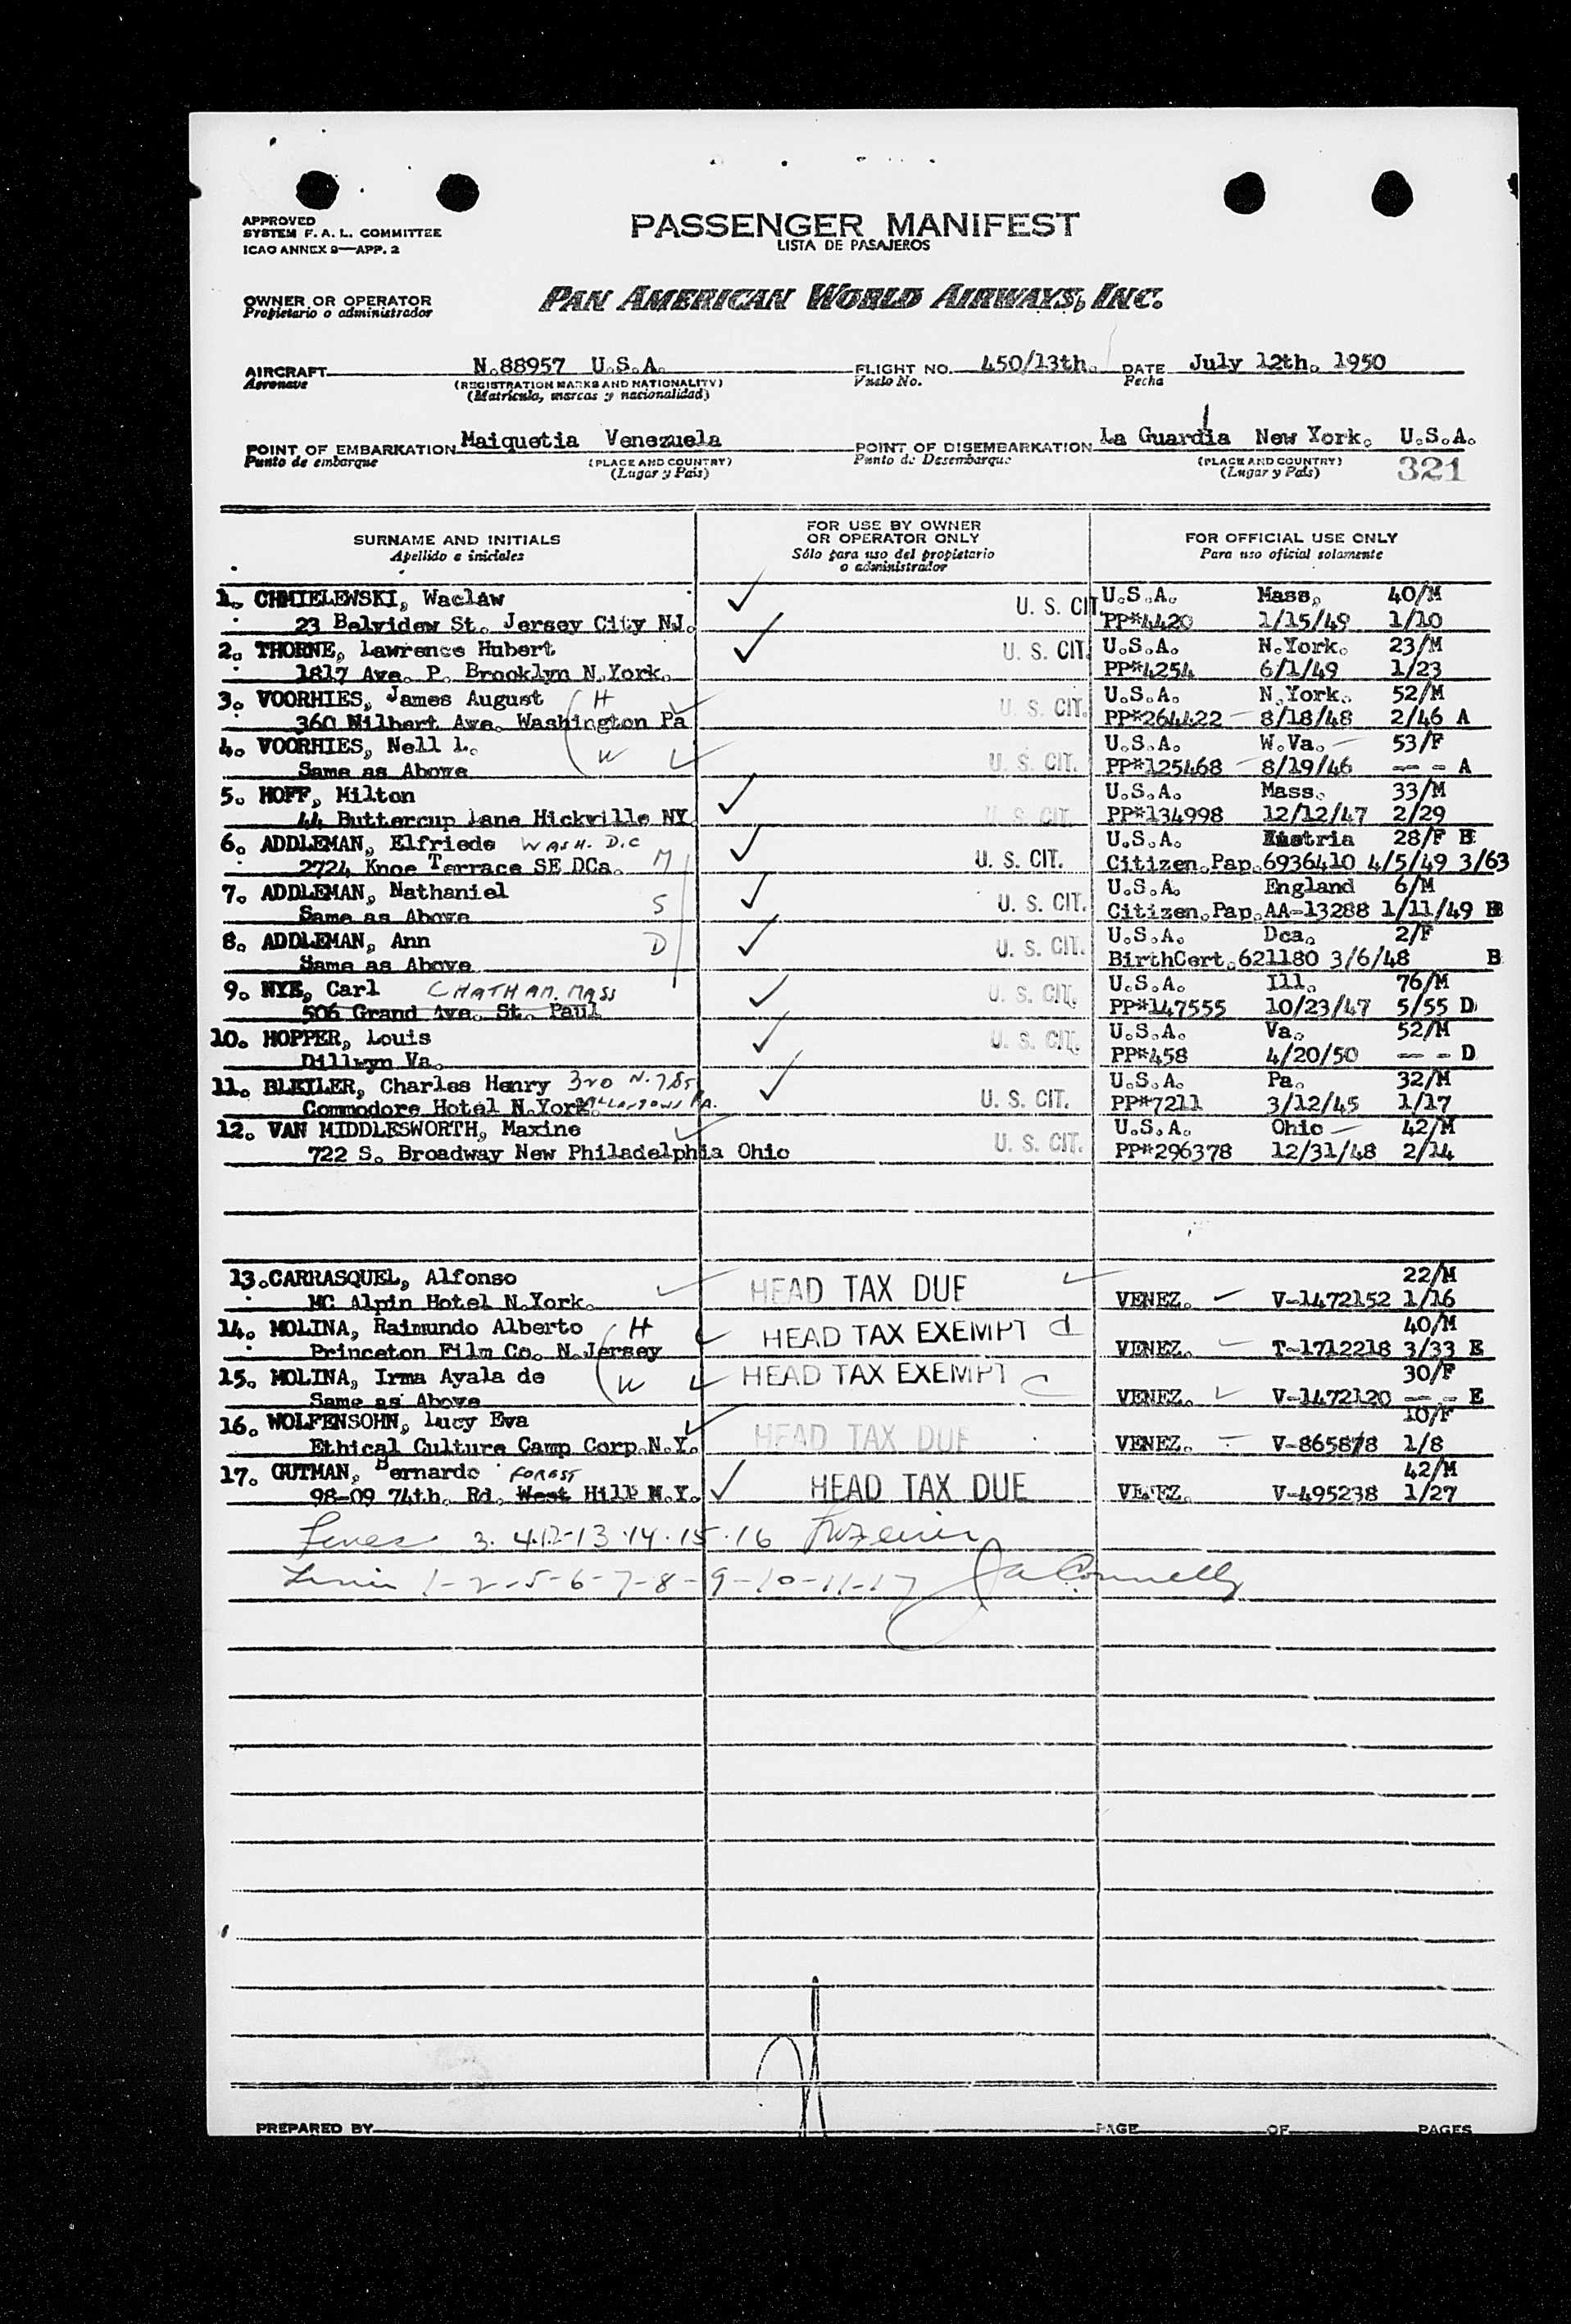 APPROVED
SYSTEM F. A. L. COMMITTEE
ICAO ANNEX 9—APP. 2
PASSENGER MANIFEST
LISTA DE PASAJEROS
OWNER OR OPERATOR
Propietario o administrador
PAN AMERICAN WORLD AIRWAYS, INC.
AIRCRAFT N.88957 U.S.A. FLIGHT NO. 450/13th. DATE July 12th. 1950
Aeronave (REGISTRATION MARKS AND NATIONALITY) Vuelo No. Fecha
(Matricula, marcas y nacionalidad)
POINT OF EMBARKATION Maiquetia Venezuela POINT OF DISEMBARKATION La Guardia New York. U.S.A.
Punto de embarque (PLACE AND COUNTRY) Punto de Desembarque (PLACE AND COUNTRY)
(Lugar y Pais) (Lugar y Pais) 321
SURNAME AND INITIALS FOR USE BY OWNER OR OPERATOR ONLY FOR OFFICIAL USE ONLY
Apellido e iniciales Sólo para uso del propietario o administrador Para uso oficial solamente
1. CHMIELEWSKI, Waclaw U. S. CIT. U.S.A. Mass. 40/M
23 Belvidew St. Jersey City NJ. PP*4420 1/15/49 1/10
2. THORNE, Lawrence Hubert U. S. CIT. U.S.A. N.York. 23/M
1817 Ave. P. Brooklyn N.York. PP*4254 6/1/49 1/23
3. VOORHIES, James August H U. S. CIT. U.S.A. N.York. 52/M
360 Wilbert Ave. Washington Pa PP*264422 8/18/48 2/46 A
4. VOORHIES, Nell L. W U. S. CIT. U.S.A. W.Va. 53/F
Same as Above PP*125468 8/19/46 -- - A
5. HOFF, Milton U. S. CIT. U.S.A. Mass. 33/M
44 Buttercup Lane Hickville NY PP*134998 12/12/47 2/29
6. ADDLEMAN, Elfriede WASH. D.C U. S. CIT. U.S.A. Austria 28/F B
2724 Knoe Terrace SE DCa. M Citizen.Pap.6936410 4/5/49 3/63
7. ADDLEMAN, Nathaniel S U. S. CIT. U.S.A. England 6/M
Same as Above Citizen.Pap.AA-13288 1/11/49 B
8. ADDLEMAN, Ann D U. S. CIT. U.S.A. Dca. 2/F
Same as Above BirthCert.621180 3/6/48 B
9. NYE, Carl CHATHAM. MASS U. S. CIT. U.S.A. Ill. 76/M
506 Grand Ave. St. Paul PP*147555 10/23/47 5/55 D
10. HOPPER, Louis U. S. CIT. U.S.A. Va. 52/M
Dillwyn Va. PP*458 4/20/50 -- - D
11. BLEILER, Charles Henry U. S. CIT. U.S.A. Pa. 32/M
Commodore Hotel N.York. PP*7211 3/12/45 1/17
12. VAN MIDDLESWORTH, Maxine U. S. CIT. U.S.A. Ohio 42/M
722 S. Broadway New Philadelphia Ohio PP*296378 12/31/48 2/14
13. CARRASQUEL, Alfonso HEAD TAX DUE 22/M
MC Alpin Hotel N.York. VENEZ. V-1472152 1/16
14. MOLINA, Raimundo Alberto H HEAD TAX EXEMPT 40/M
Princeton Film Co. N.Jersey VENEZ. T-1712218 3/33 E
15. MOLINA, Irma Ayala de W HEAD TAX EXEMPT 30/F
Same as Above VENEZ. V-1472120 -- - E
16. WOLFENSOHN, Lucy Eva HEAD TAX DUE 10/F
Ethical Culture Camp Corp.N.Y. VENEZ. V-865878 1/8
17. GUTMAN, Bernardo FOREST 42/M
98-09 74th. Rd. West Hill N.Y. HEAD TAX DUE VENEZ. V-495238 1/27
3. 4.12-13.14.15.16
1-2-5-6-7-8-9-10-11-17 Ja Connelly
PREPARED BY PAGE OF PAGES